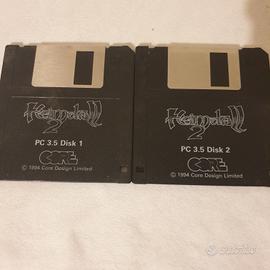 Heimdall
2
PC 3.5 Disk 1
CORE
© 1994 Core Design Limited
Heimdall
2
PC 3.5 Disk 2
CORE
© 1994 Core Design Limited
subito